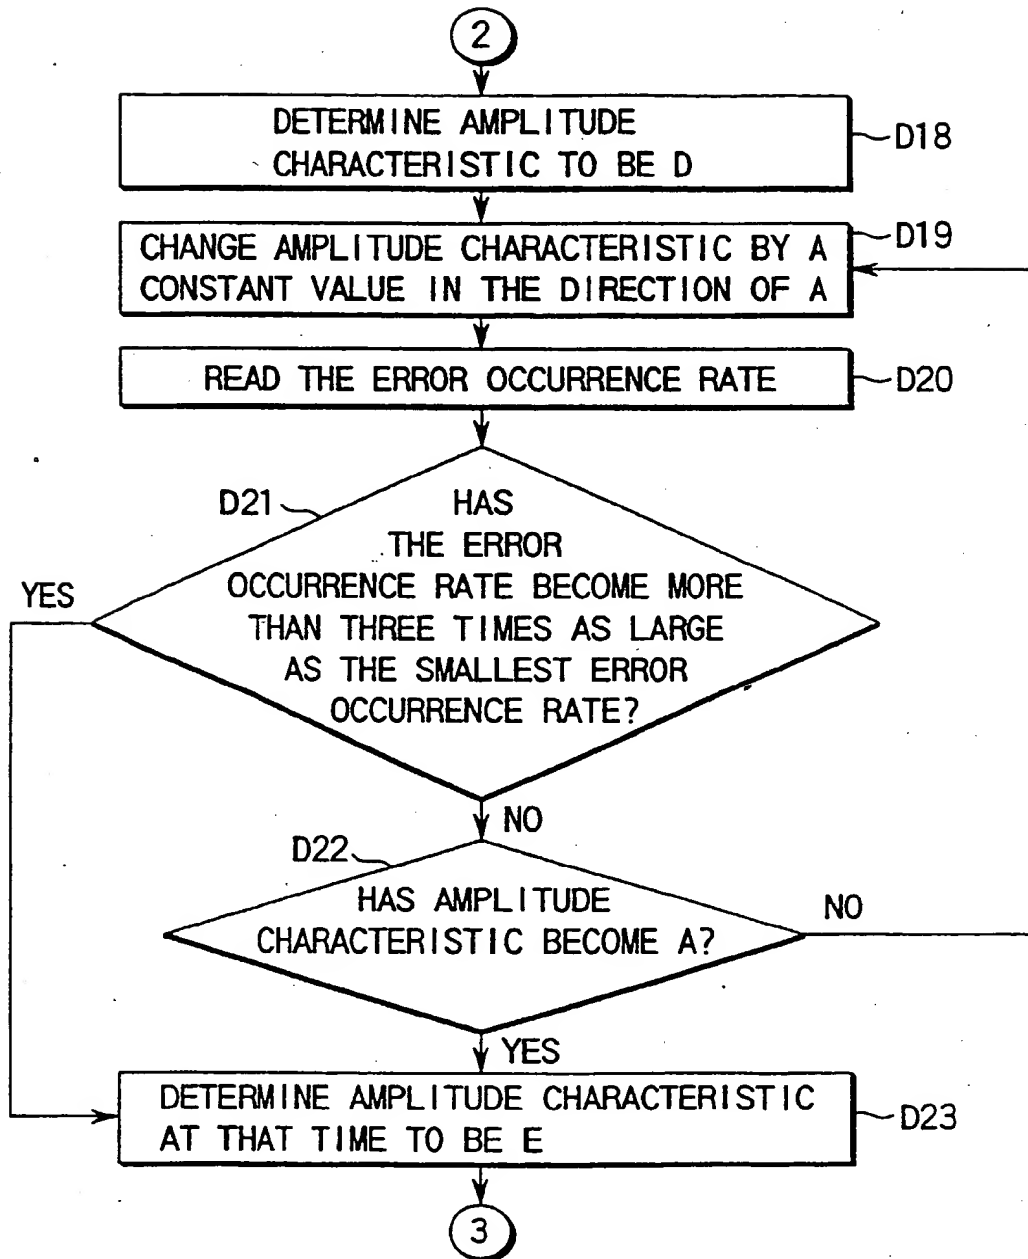 2
DETERMINE AMPLITUDE
CHARACTERISTIC TO BE D
D18
CHANGE AMPLITUDE CHARACTERISTIC BY A
CONSTANT VALUE IN THE DIRECTION OF A
D19
READ THE ERROR OCCURRENCE RATE
D20
D21
HAS
THE ERROR
OCCURRENCE RATE BECOME MORE
THAN THREE TIMES AS LARGE
AS THE SMALLEST ERROR
OCCURRENCE RATE?
YES
NO
D22
HAS AMPLITUDE
CHARACTERISTIC BECOME A?
NO
YES
DETERMINE AMPLITUDE CHARACTERISTIC
AT THAT TIME TO BE E
D23
3